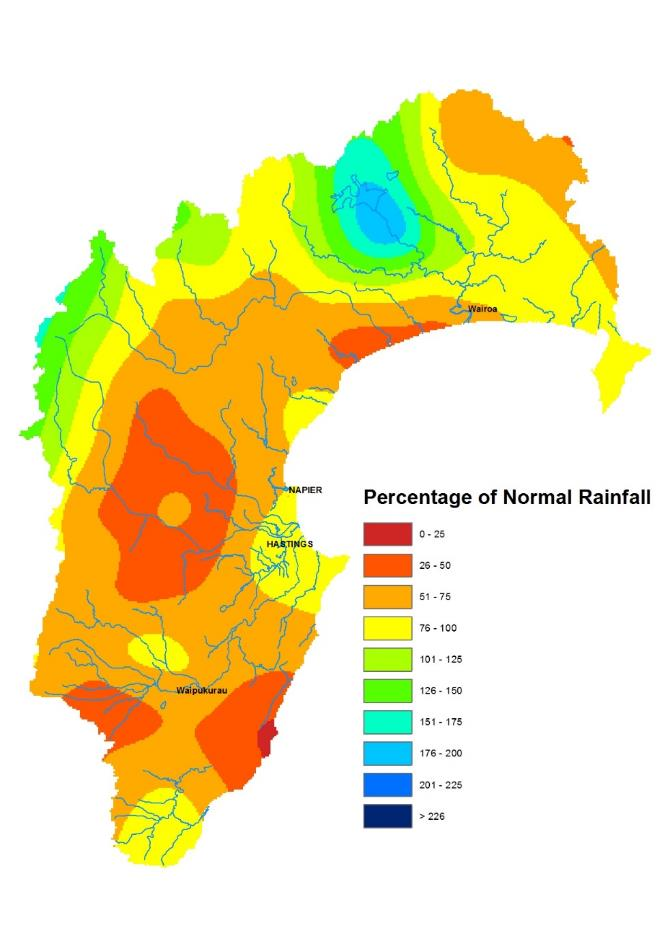 Wairoa
NAPIER
HASTINGS
Waipukurau
Percentage of Normal Rainfall
0 - 25
26 - 50
51 - 75
76 - 100
101 - 125
126 - 150
151 - 175
176 - 200
201 - 225
> 226